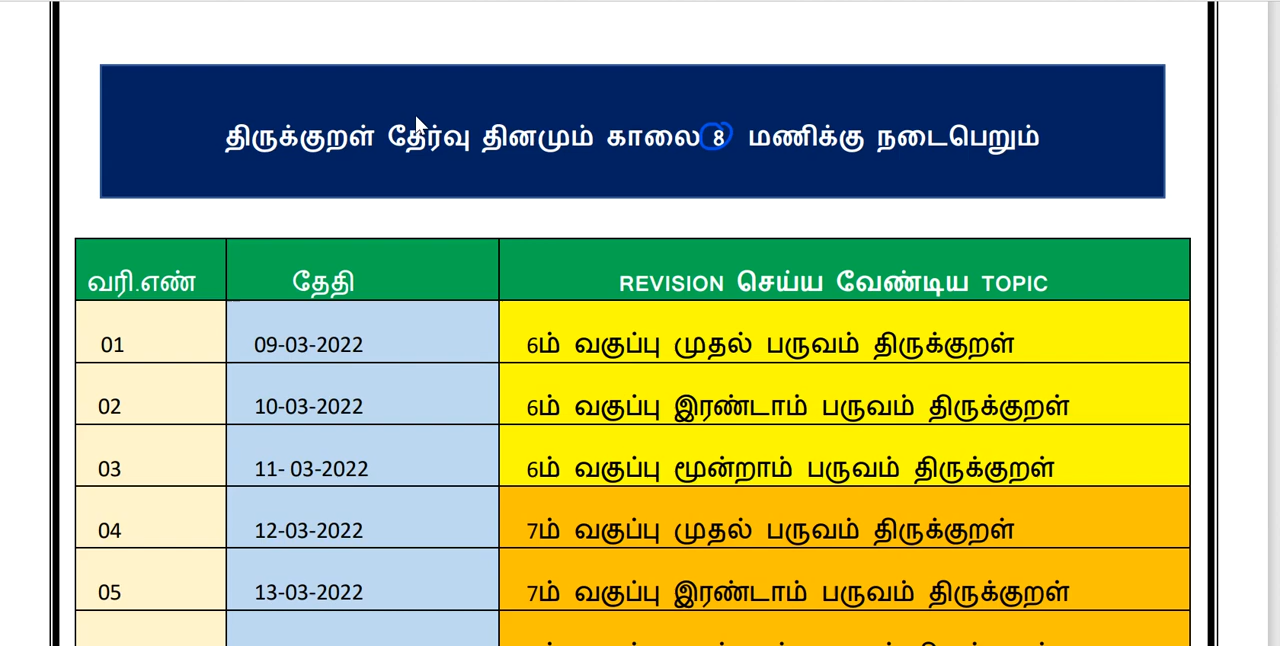 திருக்குறள் தேர்வு தினமும் காலை 8 மணிக்கு நடைபெறும்
வரி.எண் தேதி REVISION செய்ய வேண்டிய TOPIC
01 09-03-2022 6ம் வகுப்பு முதல் பருவம் திருக்குறள்
02 10-03-2022 6ம் வகுப்பு இரண்டாம் பருவம் திருக்குறள்
03 11- 03-2022 6ம் வகுப்பு மூன்றாம் பருவம் திருக்குறள்
04 12-03-2022 7ம் வகுப்பு முதல் பருவம் திருக்குறள்
05 13-03-2022 7ம் வகுப்பு இரண்டாம் பருவம் திருக்குறள்